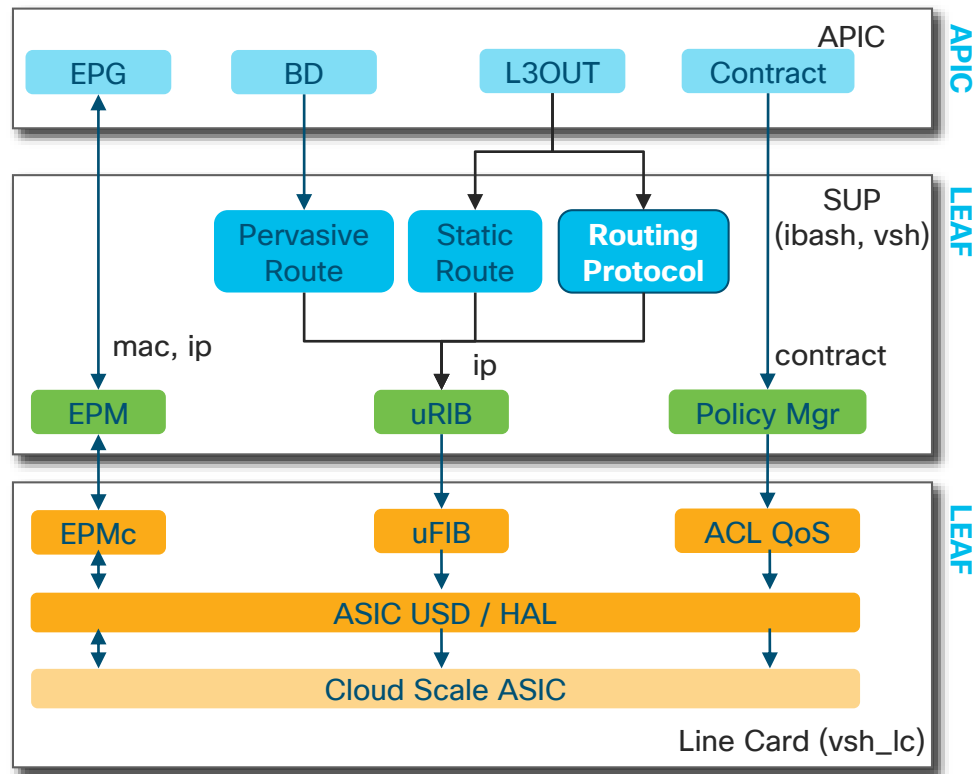 APIC
APIC
EPG
BD
L3OUT
Contract
LEAF
SUP
(ibash, vsh)
Pervasive
Route
Static
Route
Routing
Protocol
mac, ip
ip
contract
EPM
uRIB
Policy Mgr
LEAF
EPMc
uFIB
ACL QoS
ASIC USD / HAL
Cloud Scale ASIC
Line Card (vsh_lc)